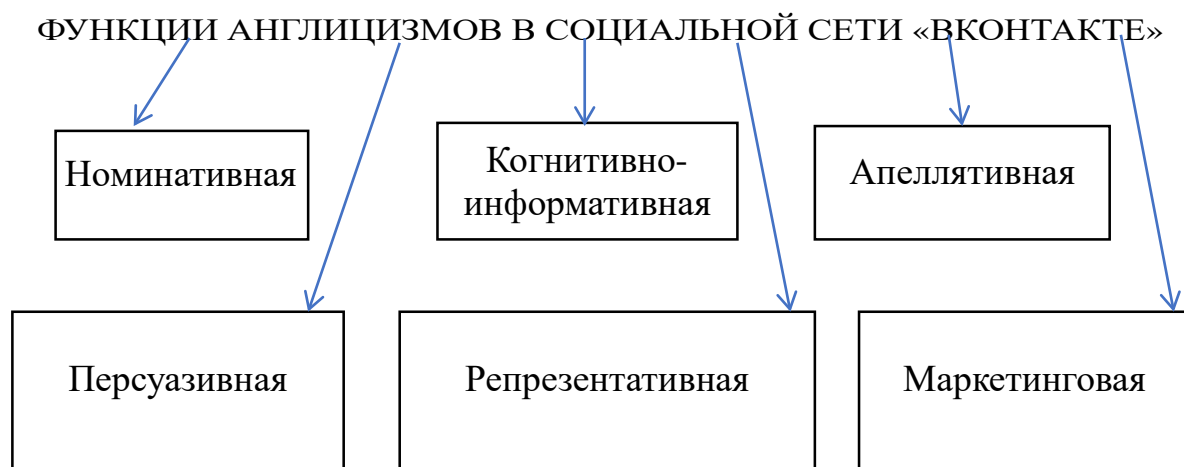 ФУНКЦИИ АНГЛИЦИЗМОВ В СОЦИАЛЬНОЙ СЕТИ «ВКОНТАКТЕ»
Номинативная
Когнитивно-
информативная
Апеллятивная
Персуазивная
Репрезентативная
Маркетинговая